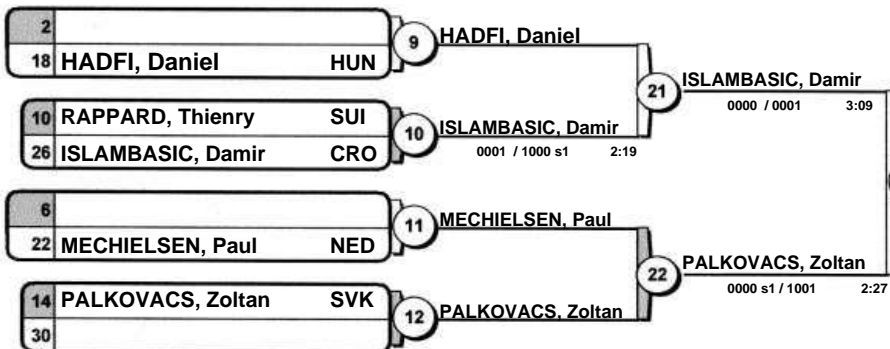 2
18 HADFI, Daniel HUN
9 HADFI, Daniel
10 RAPPARD, Thienry SUI
26 ISLAMBASIC, Damir CRO
10 ISLAMBASIC, Damir
0001 / 1000 s1 2:19
21 ISLAMBASIC, Damir
0000 / 0001 3:09
6
22 MECHIELSEN, Paul NED
11 MECHIELSEN, Paul
14 PALKOVACS, Zoltan SVK
30
12 PALKOVACS, Zoltan
22 PALKOVACS, Zoltan
0000 s1 / 1001 2:27